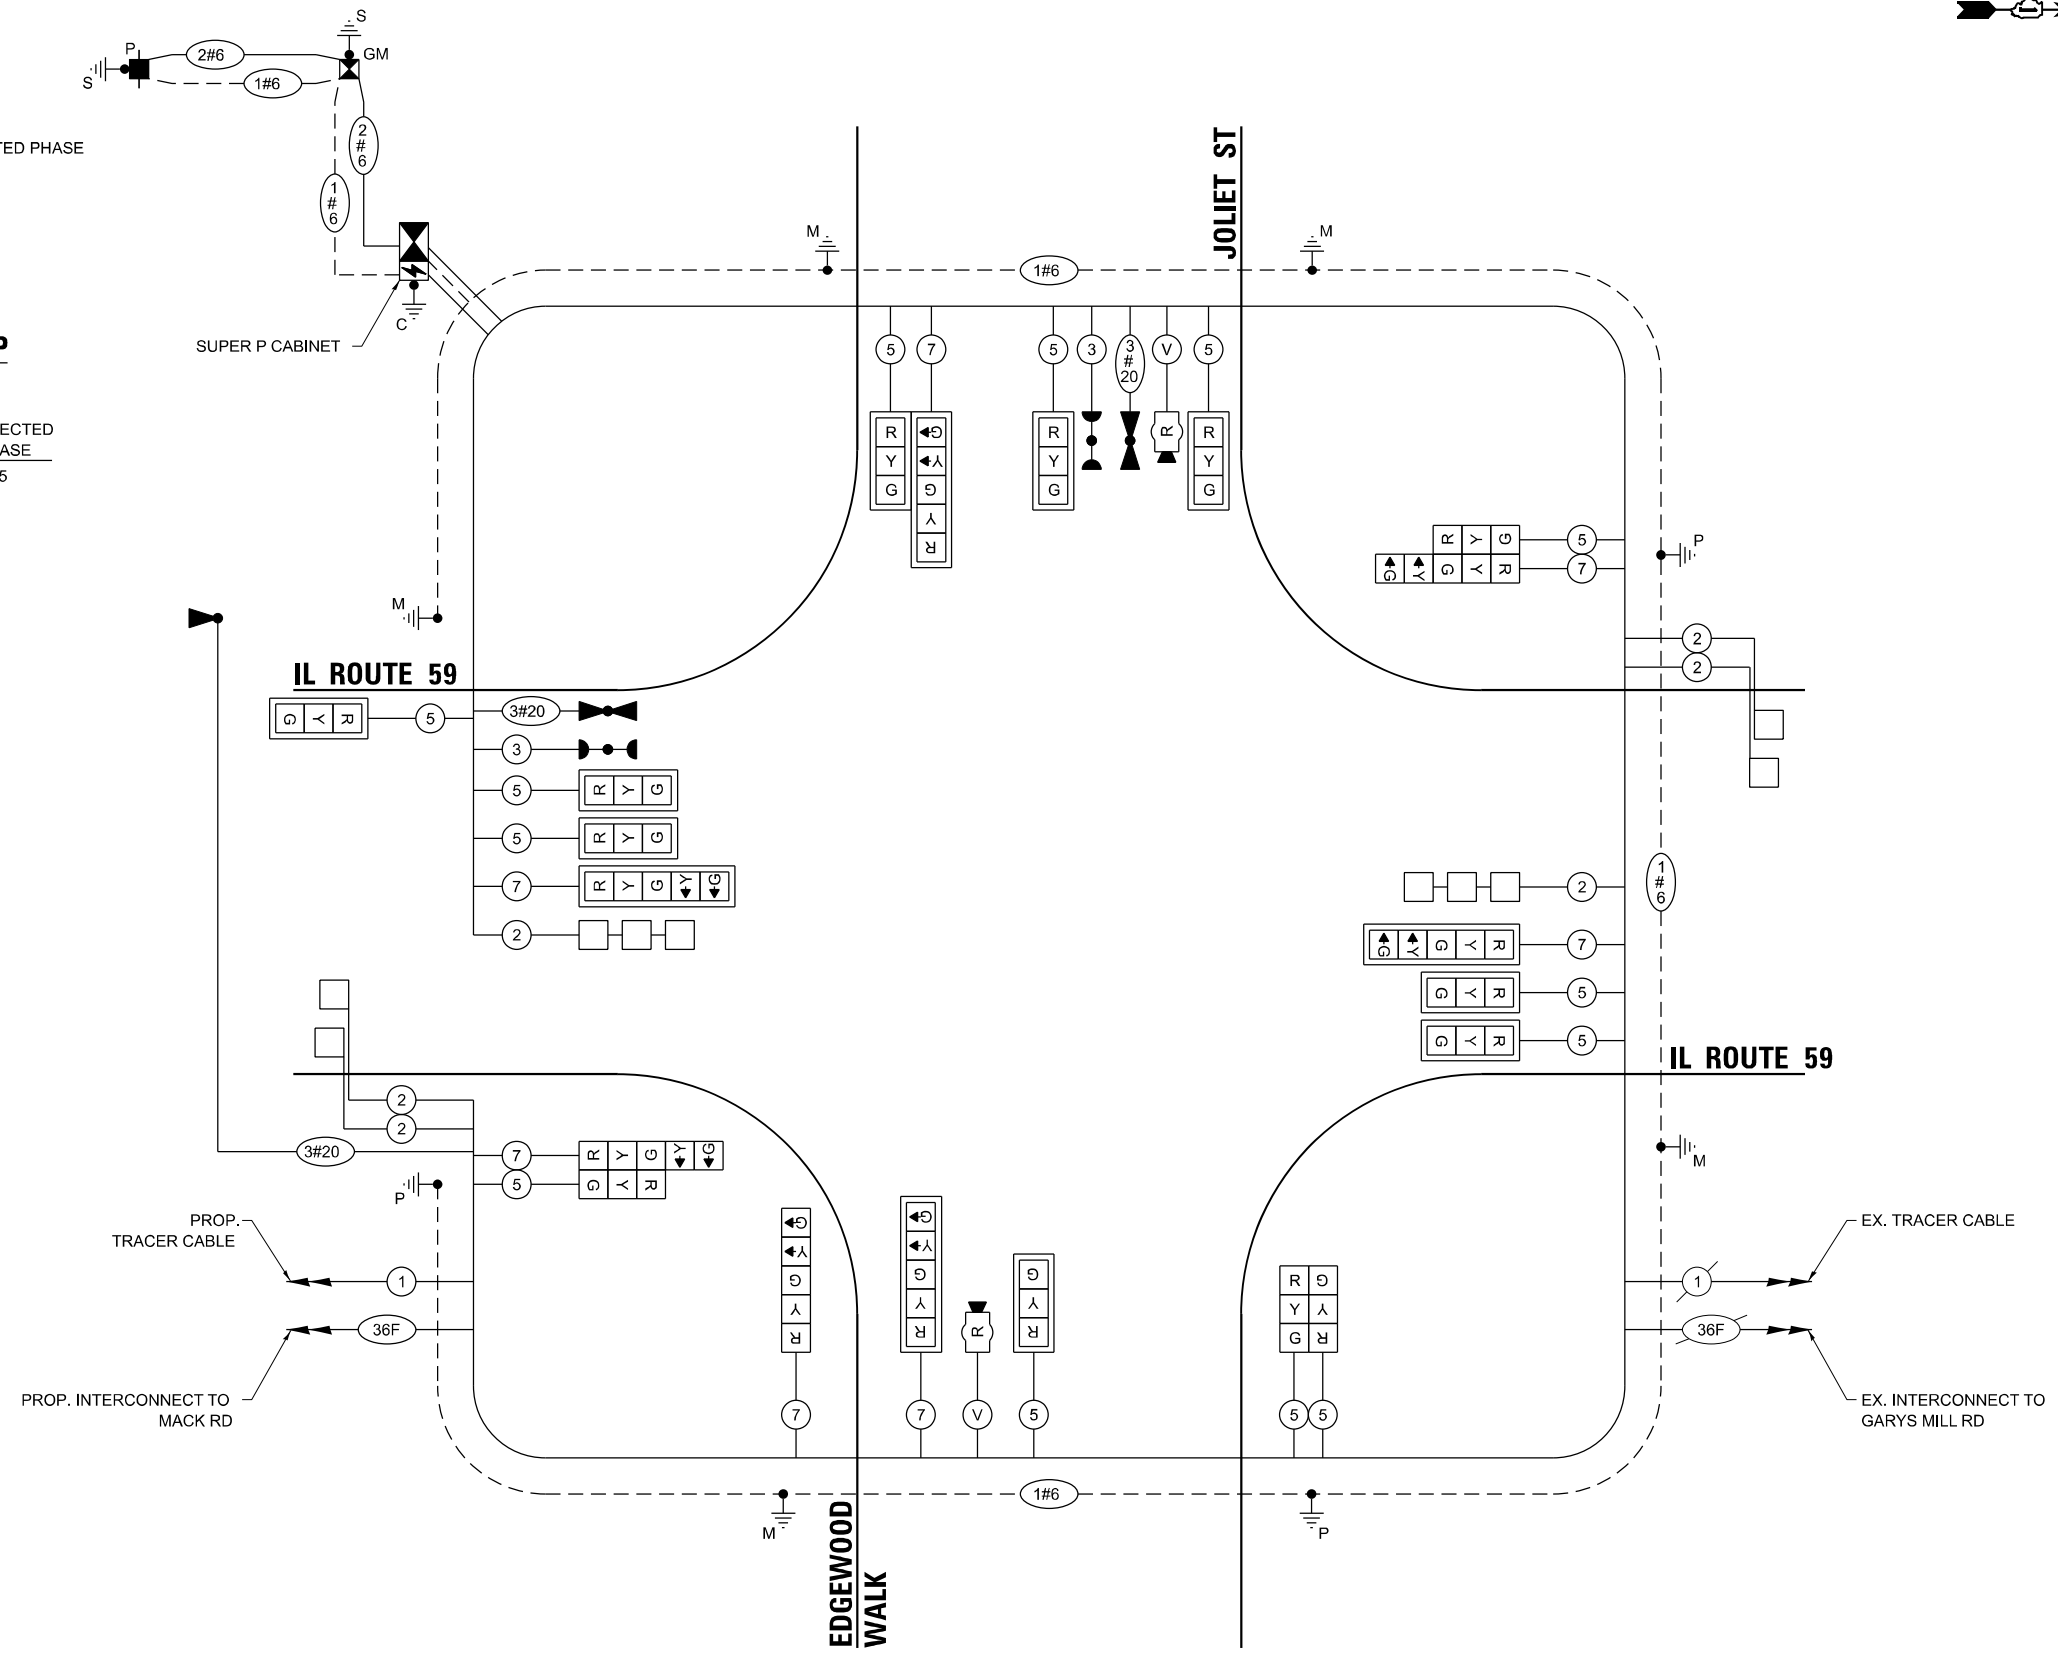 S
P
2#6
GM
S
1#6
2
#
6
TED PHASE
1
#
6
JOLIET ST
M
M
1#6
C
SUPER P CABINET
P
5
7
5
3
3
#
20
V
5
ECTED
ASE
5
R
Y
G
G
Y
G
Y
R
R
Y
G
R
R
Y
G
R Y G
5
P
G Y G Y R
7
M
2
2
IL ROUTE 59
G Y R
5
3#20
3
5
R Y G
5
R Y G
7
R Y G Y G
2
1
#
6
2
G Y G Y R
7
G Y R
5
G Y R
5
IL ROUTE 59
2
2
3#20
7
R Y G Y G
5
G Y R
P
M
PROP.
TRACER CABLE
1
36F
PROP. INTERCONNECT TO
MACK RD
G
Y
G
Y
R
7
G
Y
G
Y
R
7
R
V
G
Y
R
5
R G
Y Y
G R
5 5
EX. TRACER CABLE
1
36F
EX. INTERCONNECT TO
GARYS MILL RD
M
1#6
P
EDGEWOOD
WALK